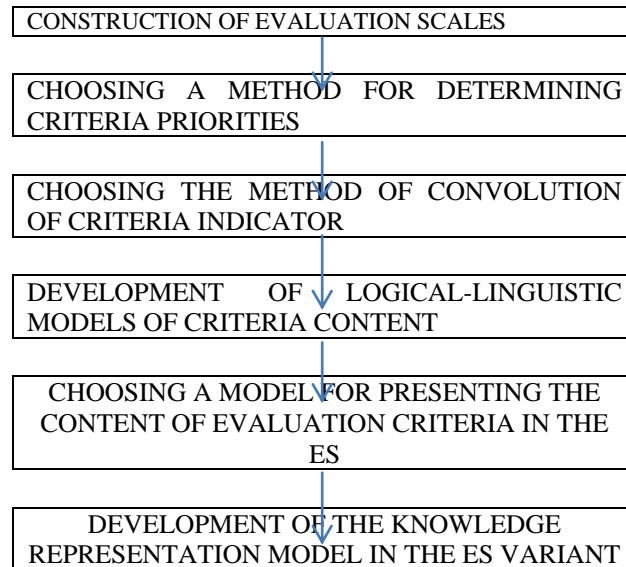 CONSTRUCTION OF EVALUATION SCALES
CHOOSING A METHOD FOR DETERMINING
CRITERIA PRIORITIES
CHOOSING THE METHOD OF CONVOLUTION
OF CRITERIA INDICATOR
DEVELOPMENT OF LOGICAL-LINGUISTIC
MODELS OF CRITERIA CONTENT
CHOOSING A MODEL FOR PRESENTING THE
CONTENT OF EVALUATION CRITERIA IN THE
ES
DEVELOPMENT OF THE KNOWLEDGE
REPRESENTATION MODEL IN THE ES VARIANT